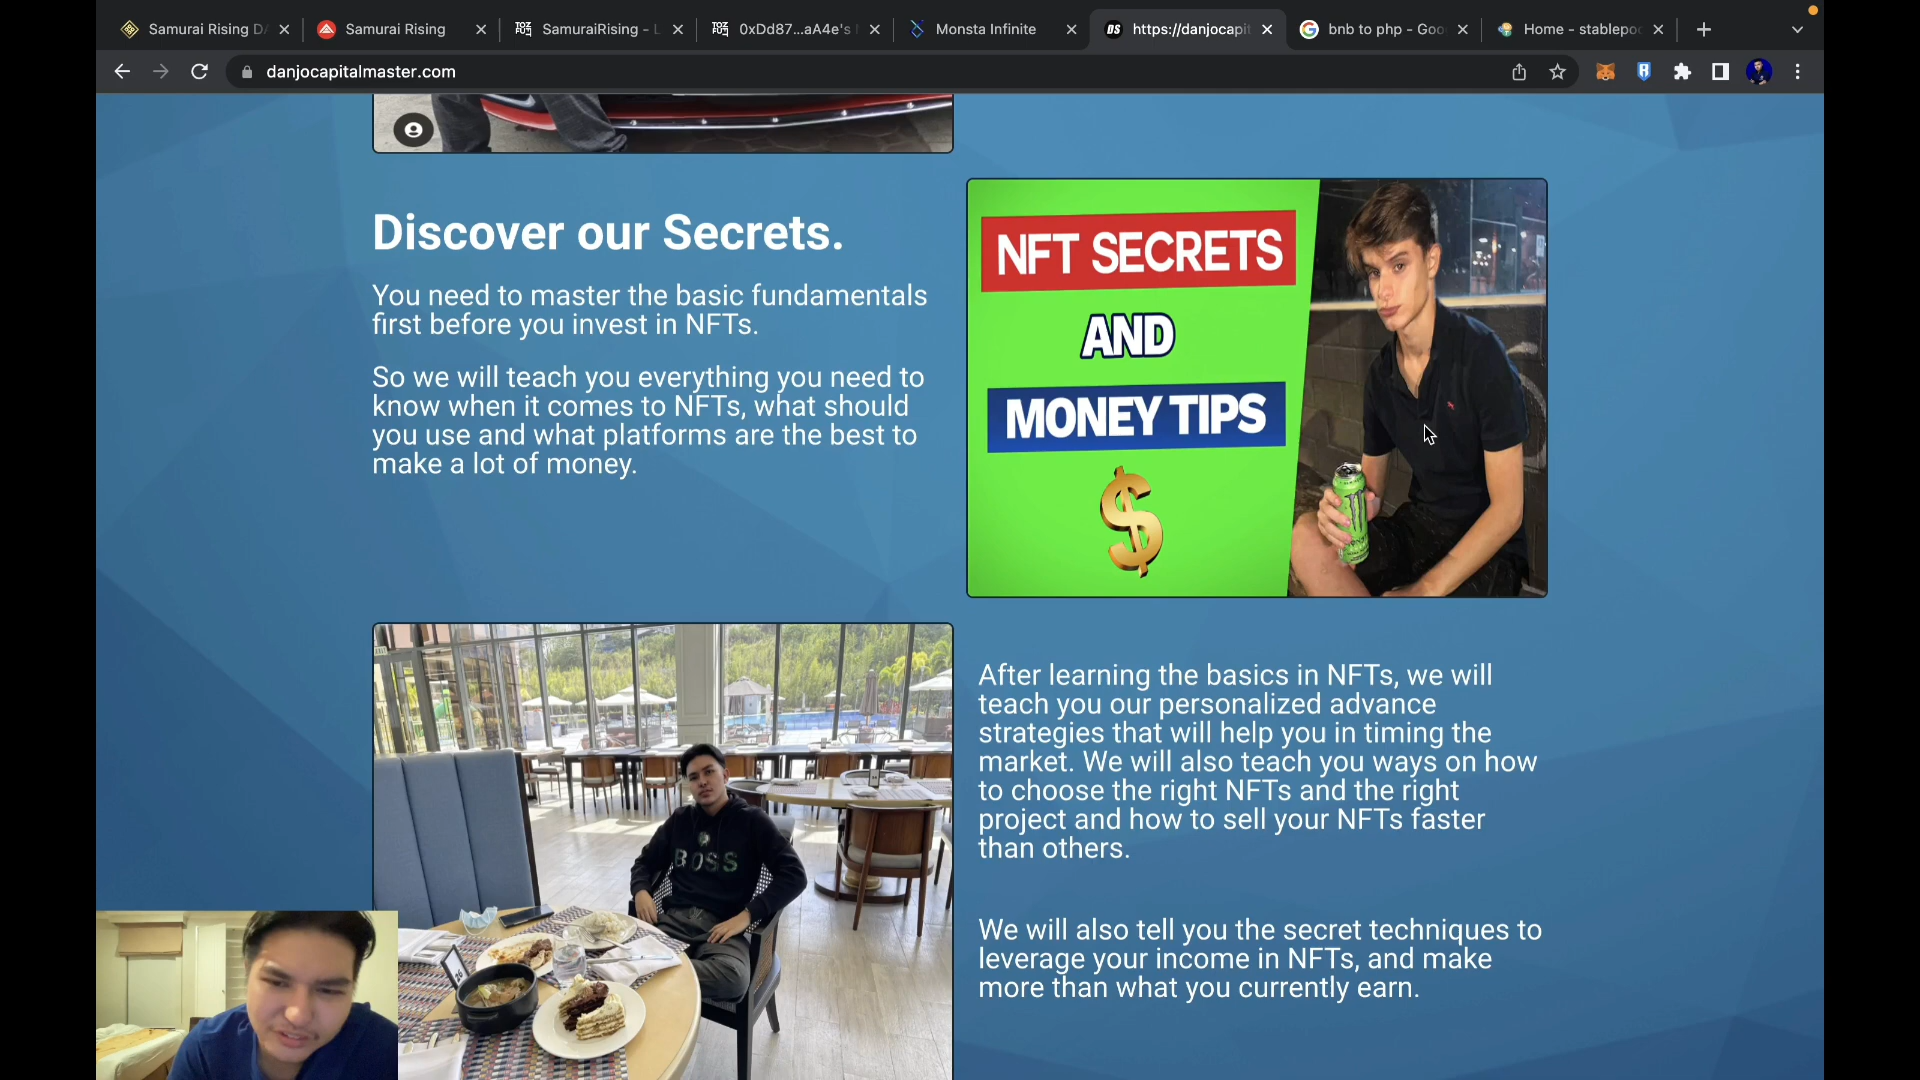 Samurai Rising DA
Samurai Rising
SamuraiRising - L
0xDd87...aA4e's
Monsta Infinite
https://danjocapit
bnb to php - Goo
Home - stablepoo
danjocapitalmaster.com
Discover our Secrets.
You need to master the basic fundamentals
first before you invest in NFTs.
So we will teach you everything you need to
know when it comes to NFTs, what should
you use and what platforms are the best to
make a lot of money.
NFT SECRETS
AND
MONEY TIPS
$
BOSS
26
After learning the basics in NFTs, we will
teach you our personalized advance
strategies that will help you in timing the
market. We will also teach you ways on how
to choose the right NFTs and the right
project and how to sell your NFTs faster
than others.
We will also tell you the secret techniques to
leverage your income in NFTs, and make
more than what you currently earn.